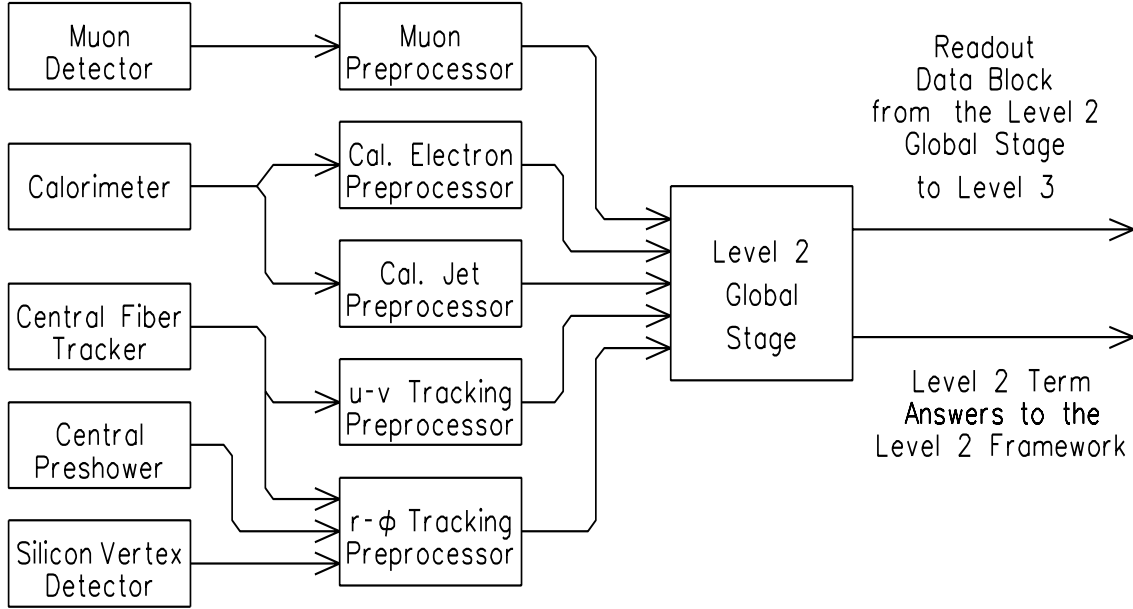 Muon
Detector
Calorimeter
Central Fiber
Tracker
Central
Preshower
Silicon Vertex
Detector
Muon
Preprocessor
Cal. Electron
Preprocessor
Cal. Jet
Preprocessor
u-v Tracking
Preprocessor
r-ϕ Tracking
Preprocessor
Level 2
Global
Stage
Readout
Data Block
from the Level 2
Global Stage
to Level 3
Level 2 Term
Answers to the
Level 2 Framework